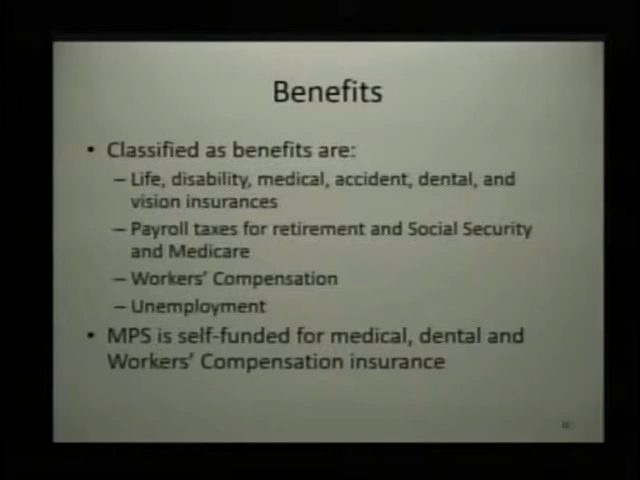 Benefits
• Classified as benefits are:
– Life, disability, medical, accident, dental, and
vision insurances
– Payroll taxes for retirement and Social Security
and Medicare
– Workers' Compensation
– Unemployment
• MPS is self-funded for medical, dental and
Workers' Compensation insurance